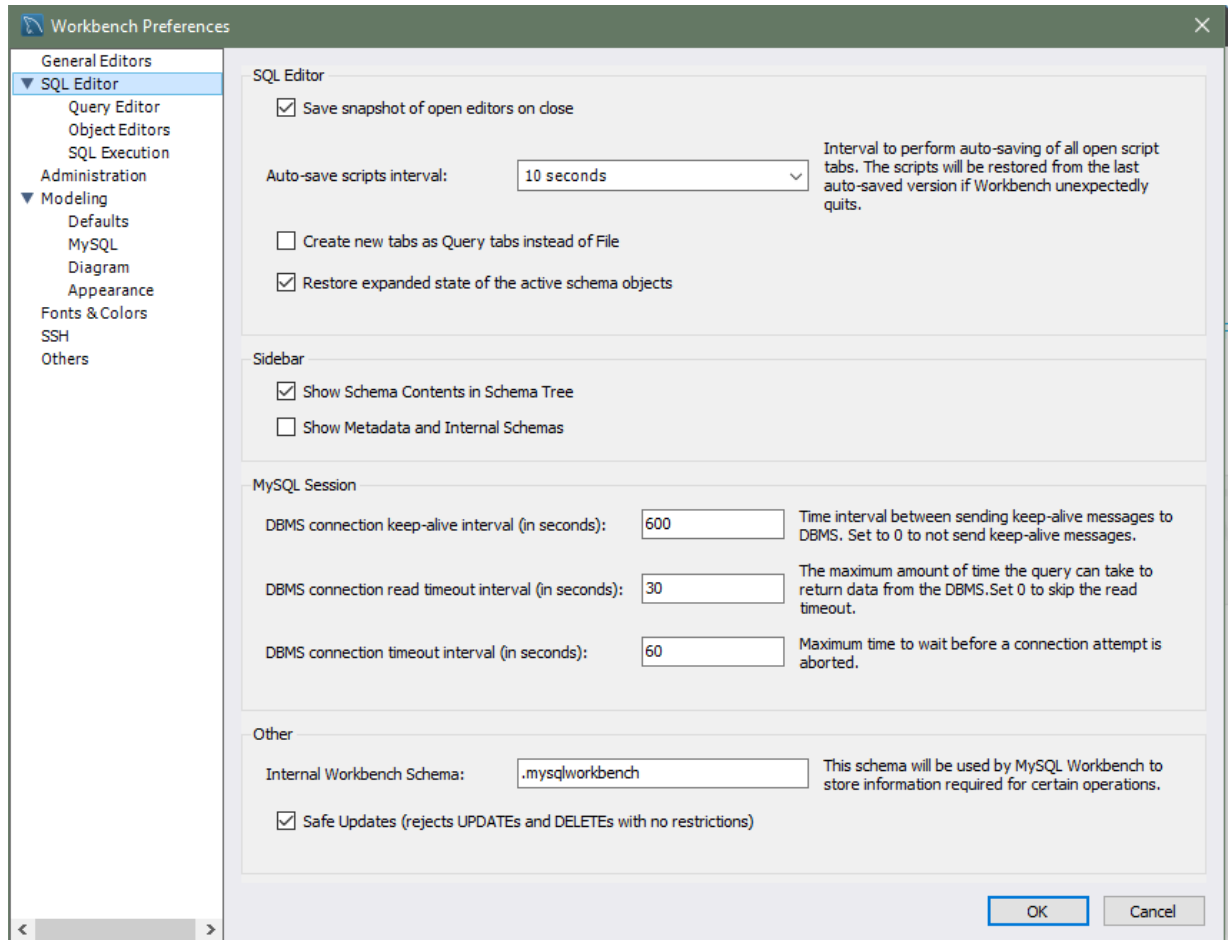 Workbench Preferences
General Editors
SQL Editor
Query Editor
Object Editors
SQL Execution
Administration
Modeling
Defaults
MySQL
Diagram
Appearance
Fonts & Colors
SSH
Others
SQL Editor
Save snapshot of open editors on close
Auto-save scripts interval:
10 seconds
Interval to perform auto-saving of all open script
tabs. The scripts will be restored from the last
auto-saved version if Workbench unexpectedly
quits.
Create new tabs as Query tabs instead of File
Restore expanded state of the active schema objects
Sidebar
Show Schema Contents in Schema Tree
Show Metadata and Internal Schemas
MySQL Session
DBMS connection keep-alive interval (in seconds):
600
Time interval between sending keep-alive messages to
DBMS. Set to 0 to not send keep-alive messages.
DBMS connection read timeout interval (in seconds):
30
The maximum amount of time the query can take to
return data from the DBMS.Set 0 to skip the read
timeout.
DBMS connection timeout interval (in seconds):
60
Maximum time to wait before a connection attempt is
aborted.
Other
Internal Workbench Schema:
.mysqlworkbench
This schema will be used by MySQL Workbench to
store information required for certain operations.
Safe Updates (rejects UPDATEs and DELETEs with no restrictions)
OK
Cancel